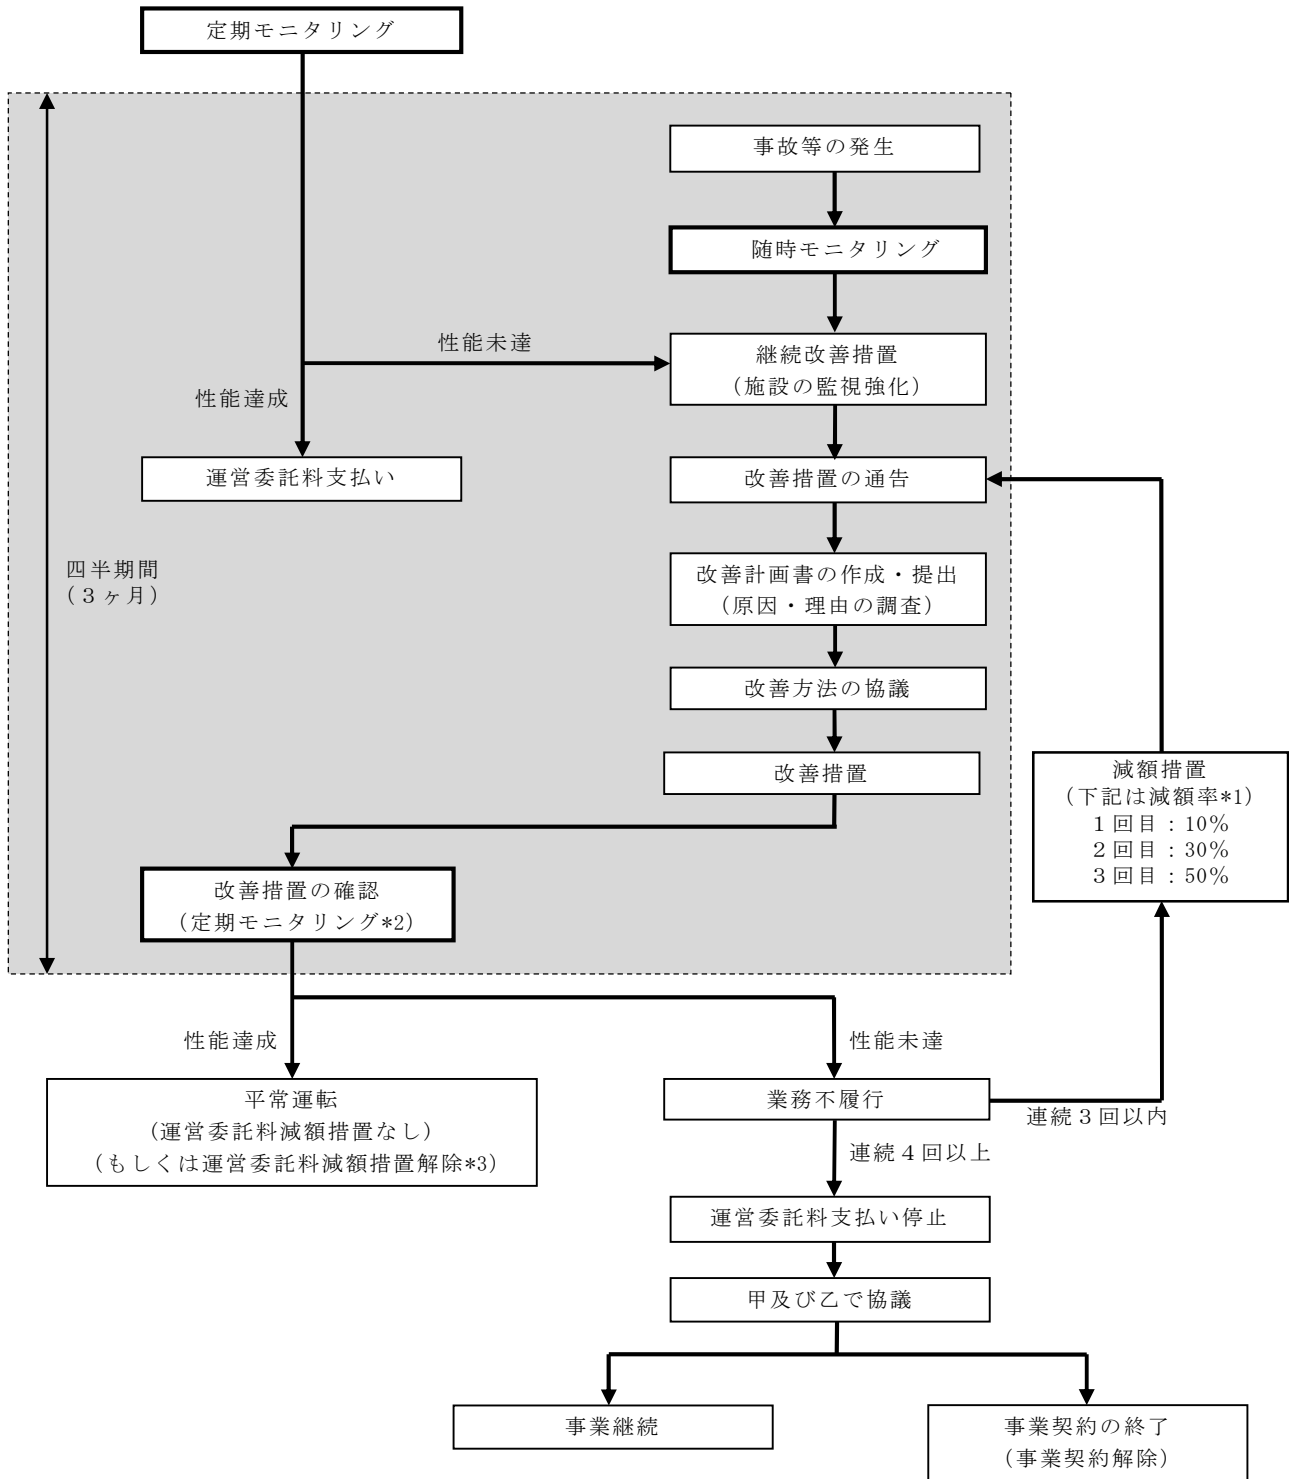 定期モニタリング
事故等の発生
随時モニタリング
性能未達
継続改善措置
（施設の監視強化）
性能達成
運営委託料支払い
改善措置の通告
四半期間
（３ヶ月）
改善計画書の作成・提出
（原因・理由の調査）
改善方法の協議
改善措置
減額措置
（下記は減額率*1）
１回目：10％
２回目：30％
３回目：50％
改善措置の確認
（定期モニタリング*2）
性能達成
性能未達
平常運転
（運営委託料減額措置なし）
（もしくは運営委託料減額措置解除*3）
業務不履行
連続３回以内
連続４回以上
運営委託料支払い停止
甲及び乙で協議
事業継続
事業契約の終了
（事業契約解除）